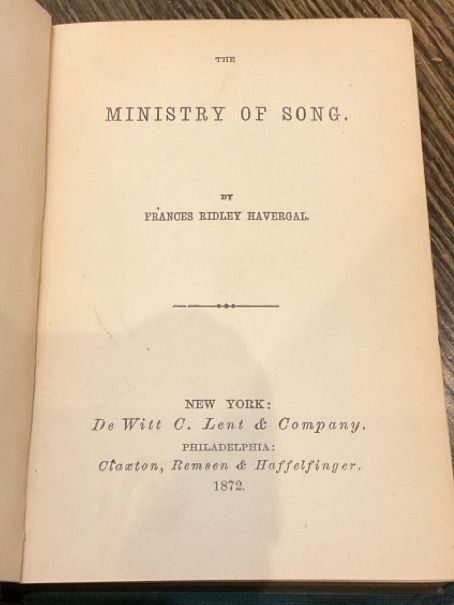 THE
MINISTRY OF SONG.
BY
FRANCES RIDLEY HAVERGAL.
NEW YORK:
De Witt C. Lent & Company.
PHILADELPHIA:
Claxton, Remsen & Haffelfinger.
1872.